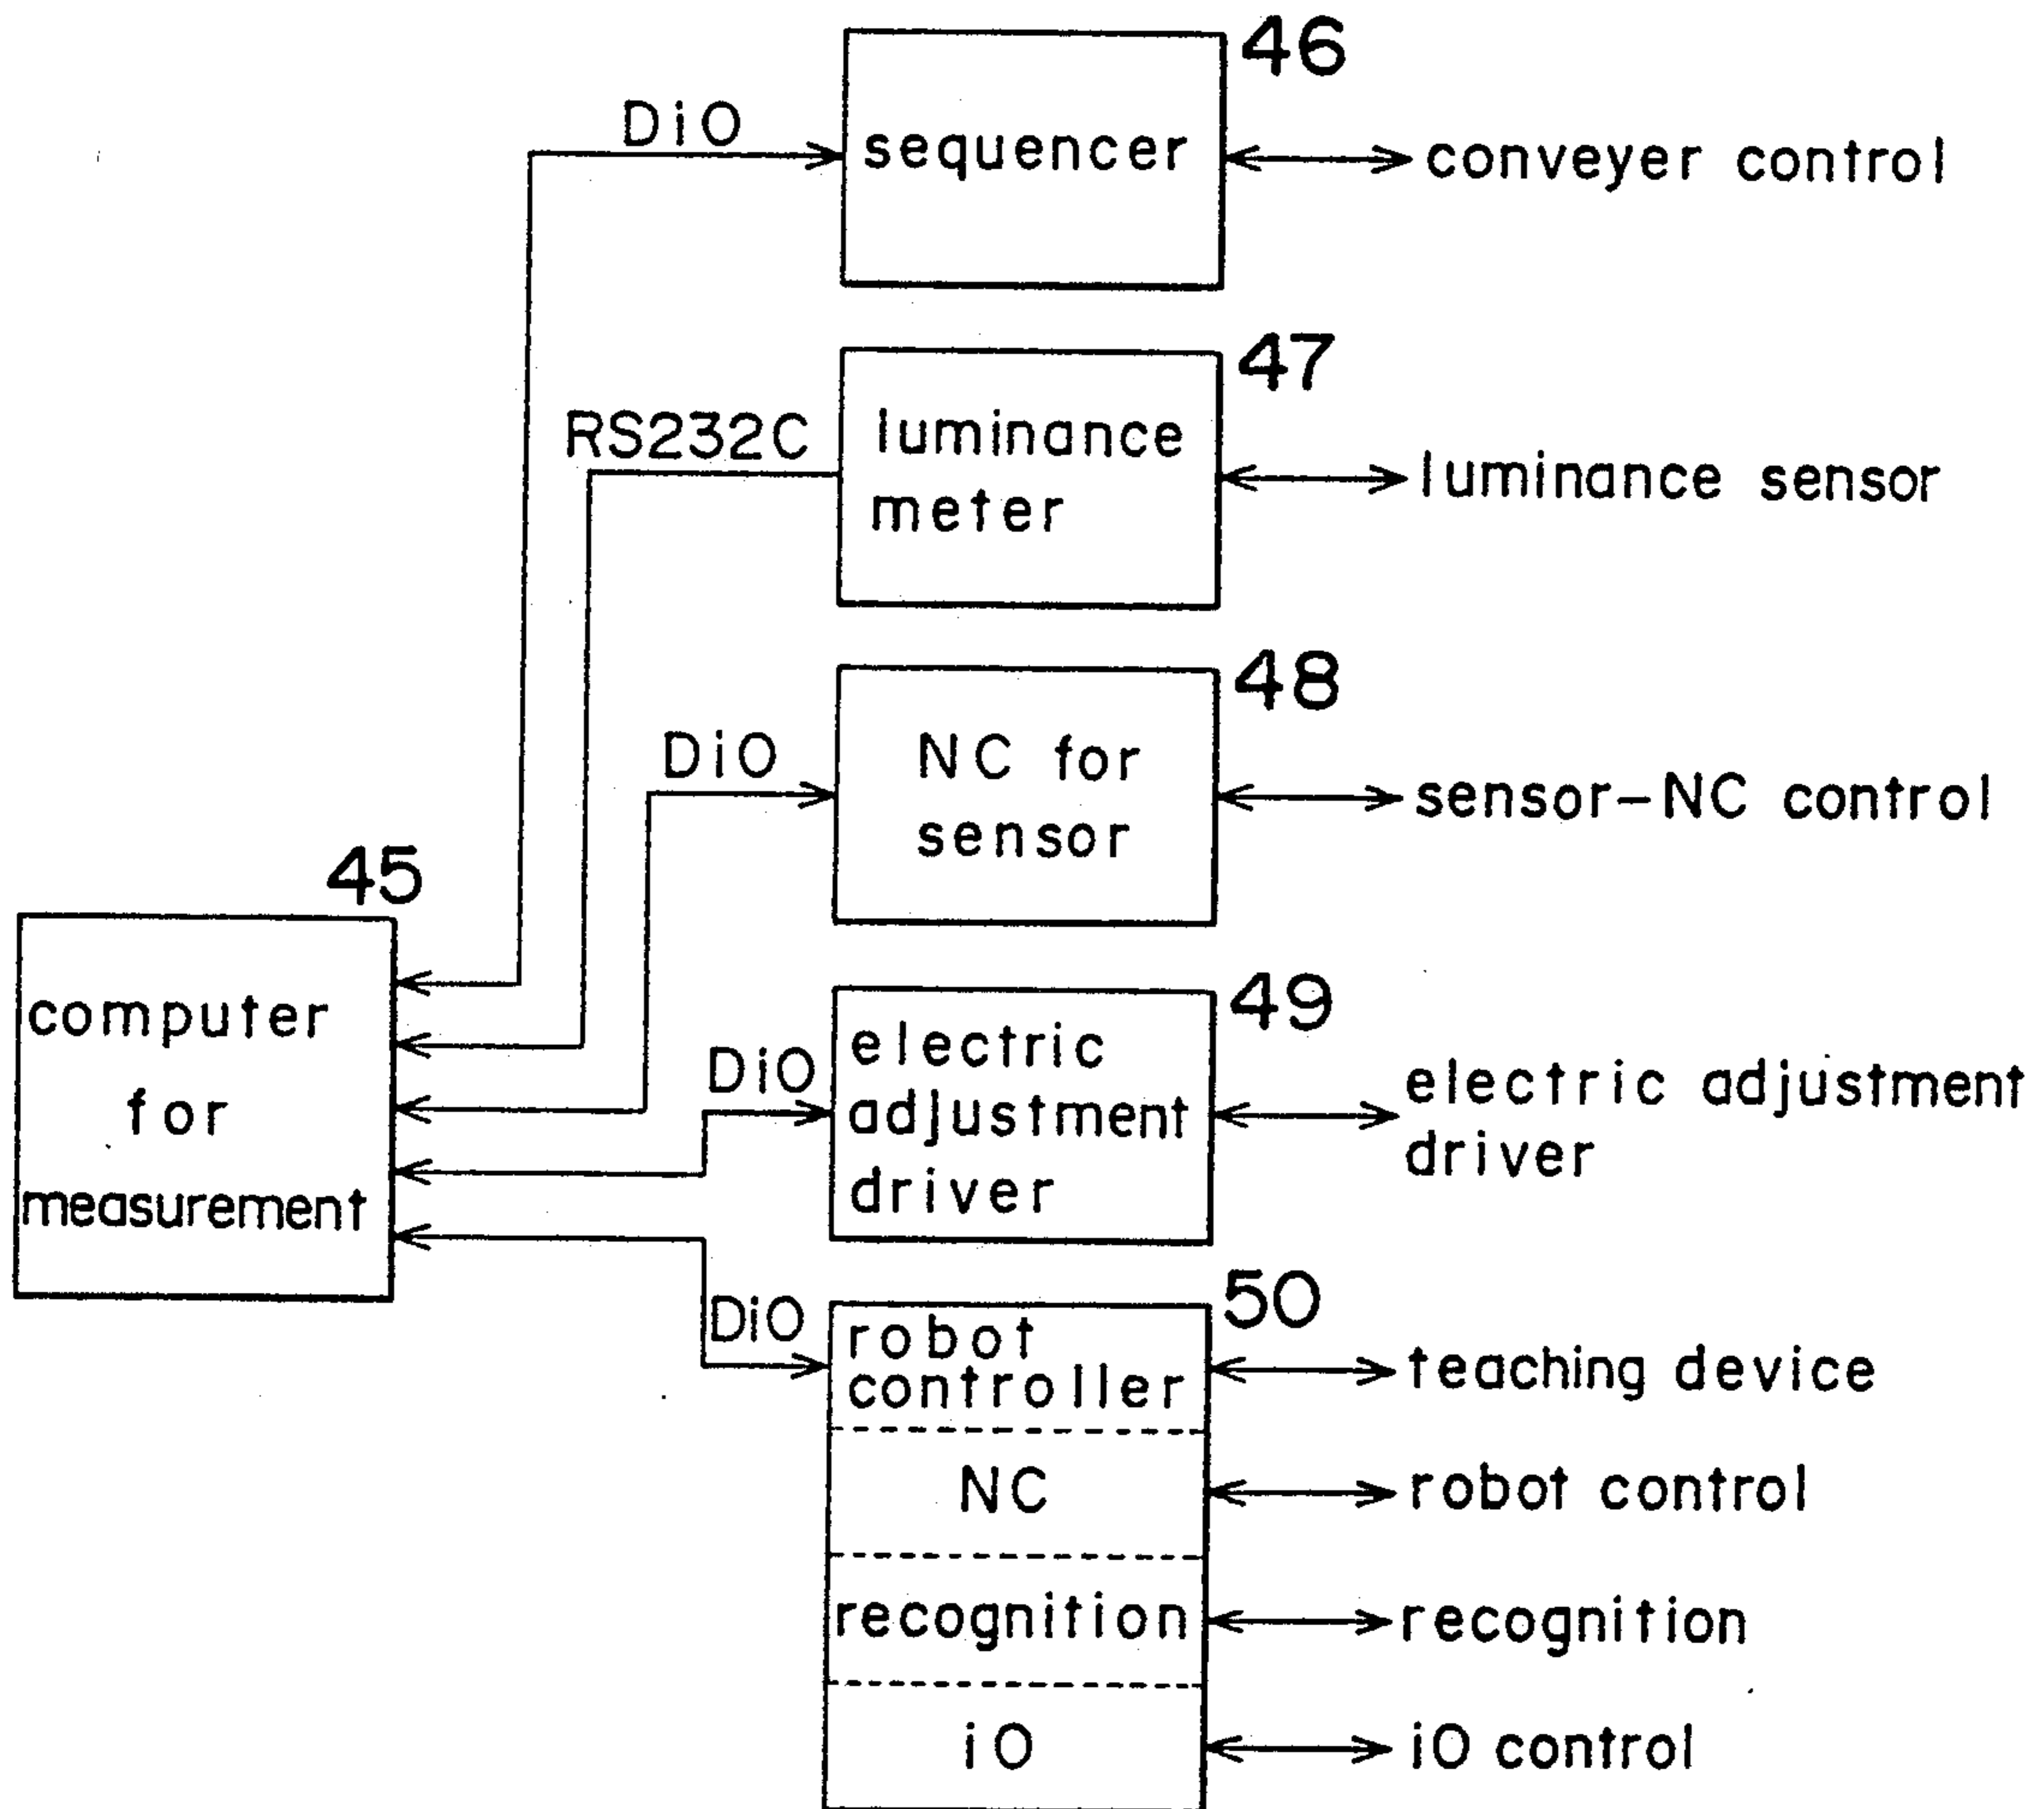 46
DiO
sequencer
conveyer control
47
RS232C
luminance
meter
luminance sensor
48
DiO
NC for
sensor
sensor-NC control
45
computer
for
measurement
49
DiO
electric
adjustment
driver
electric adjustment
driver
50
DiO
robot
controller
teaching device
NC
robot control
recognition
recognition
iO
iO control